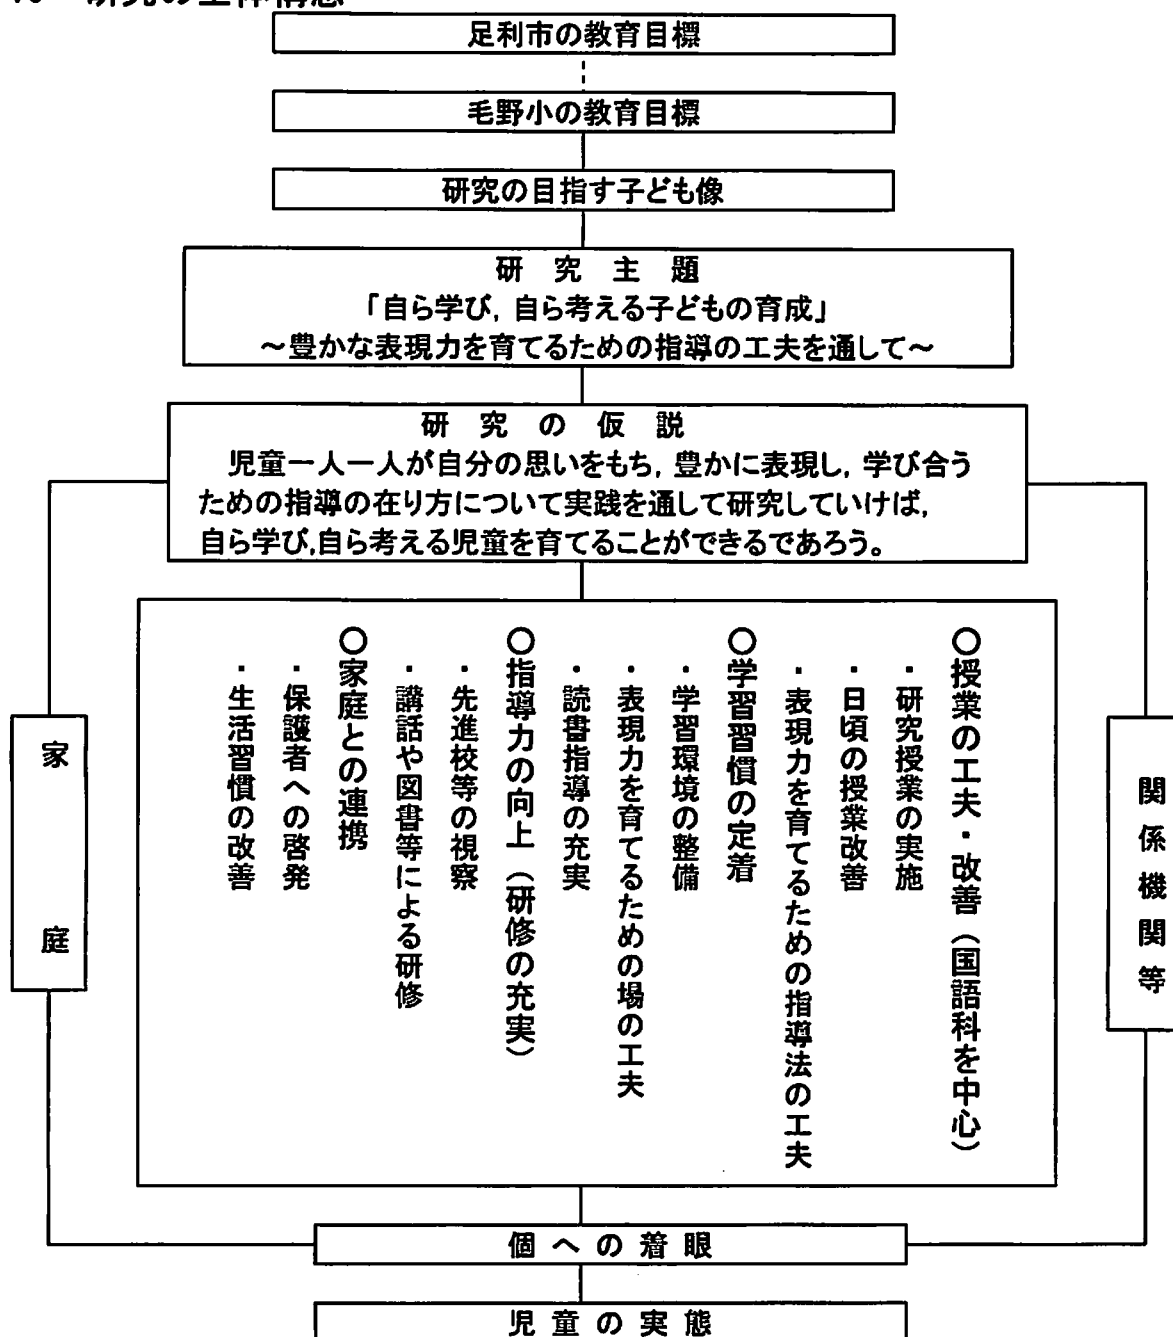 研究の全体構想
足利市の教育目標
毛野小の教育目標
研究の目指す子ども像
研究主題
「自ら学び，自ら考える子どもの育成」
～豊かな表現力を育てるための指導の工夫を通して～
研究の仮説
児童一人一人が自分の思いをもち，豊かに表現し，学び合う
ための指導の在り方について実践を通して研究していけば，
自ら学び，自ら考える児童を育てることができるであろう。
〇授業の工夫・改善（国語科を中心）
・研究授業の実施
・日頃の授業改善
・表現力を育てるための指導法の工夫
〇学習習慣の定着
・学習環境の整備
・表現力を育てるための場の工夫
・読書指導の充実
〇指導力の向上（研修の充実）
・先進校等の視察
・講話や図書等による研修
〇家庭との連携
・保護者への啓発
・生活習慣の改善
家庭
関係機関等
個への着眼
児童の実態